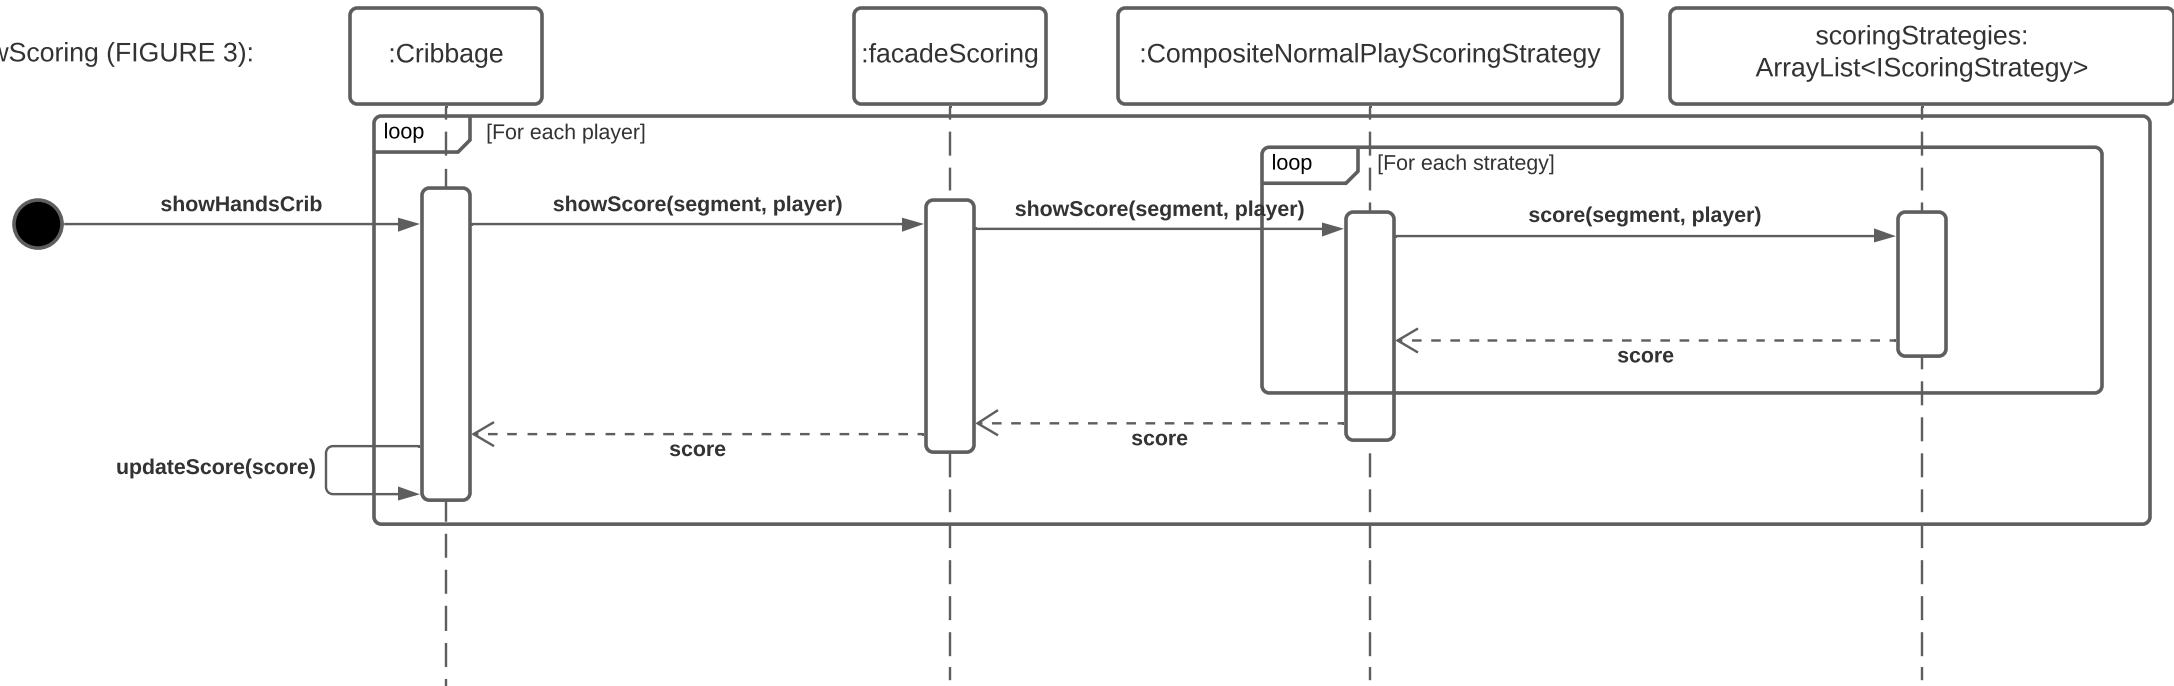 wScoring (FIGURE 3):
:Cribbage
:facadeScoring
:CompositeNormalPlayScoringStrategy
scoringStrategies:
ArrayList<IScoringStrategy>
loop
[For each player]
loop
[For each strategy]
showHandsCrib
showScore(segment, player)
showScore(segment, player)
score(segment, player)
score
score
score
updateScore(score)